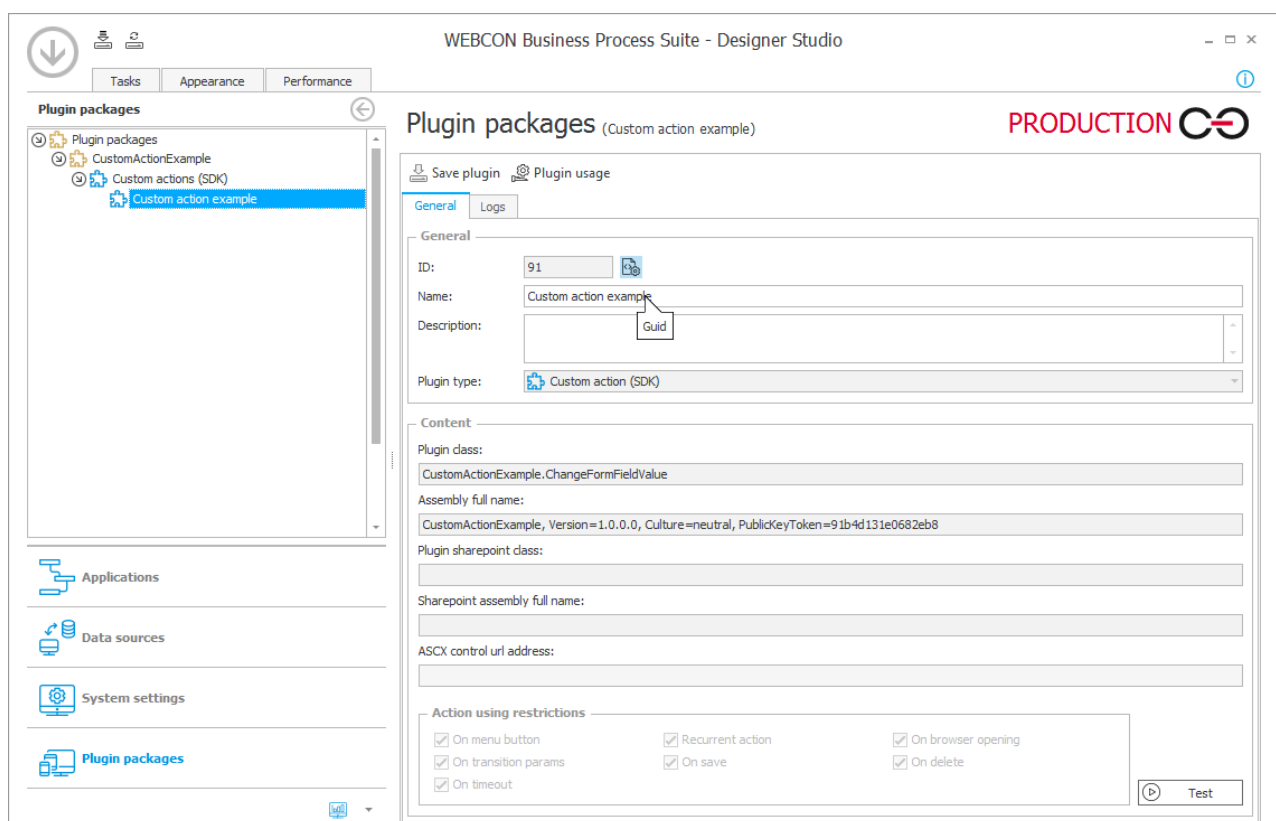 WEBCON Business Process Suite - Designer Studio
Tasks Appearance Performance
Plugin packages
Plugin packages
CustomActionExample
Custom actions (SDK)
Custom action example
Applications
Data sources
System settings
Plugin packages
Plugin packages (Custom action example)
PRODUCTION
Save plugin Plugin usage
General Logs
General
ID: 91
Name: Custom action example
Guid
Description:
Plugin type: Custom action (SDK)
Content
Plugin class:
CustomActionExample.ChangeFormFieldValue
Assembly full name:
CustomActionExample, Version=1.0.0.0, Culture=neutral, PublicKeyToken=91b4d131e0682eb8
Plugin sharepoint class:
Sharepoint assembly full name:
ASCX control url address:
Action using restrictions
On menu button Recurrent action On browser opening
On transition params On save On delete
On timeout
Test